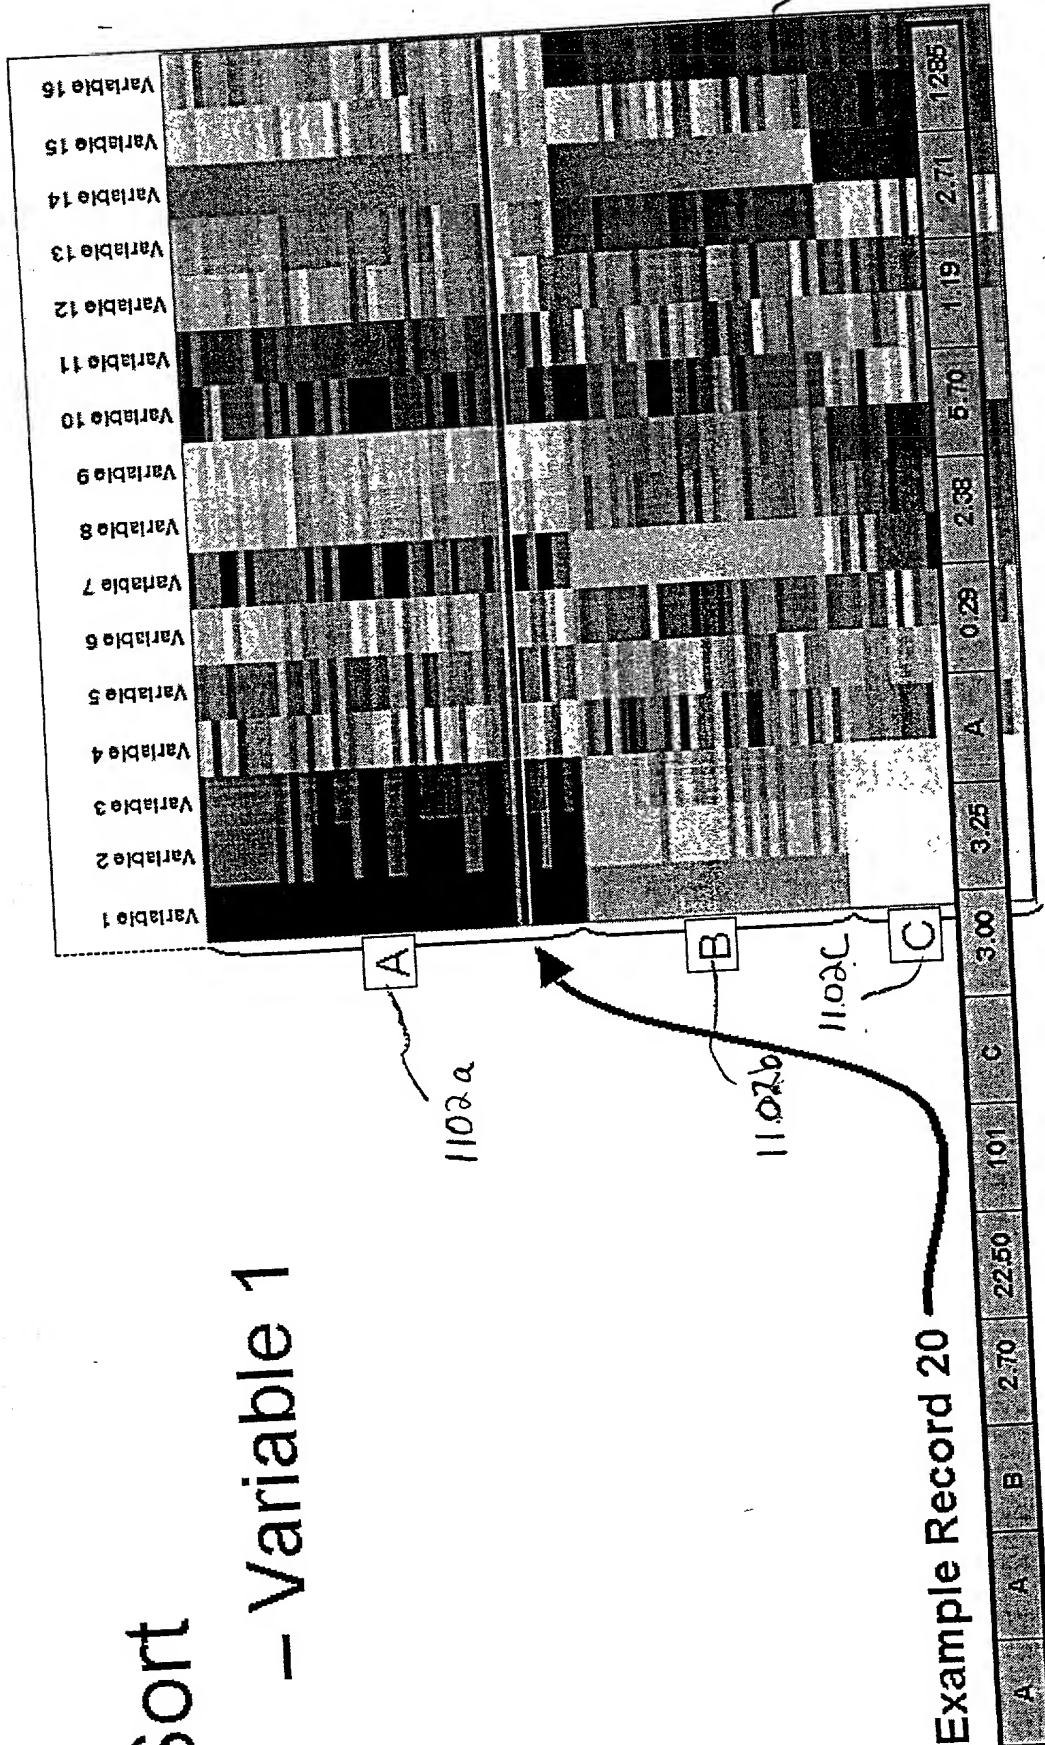 Sort
– Variable 1
Variable 1
Variable 2
Variable 3
Variable 4
Variable 5
Variable 6
Variable 7
Variable 8
Variable 9
Variable 10
Variable 11
Variable 12
Variable 13
Variable 14
Variable 15
Variable 16
A
1102a
B
1102b
C
1102C
Example Record 20
A
A
B
2.70
22.50
101
C
3.00
3.25
A
0.29
2.38
5.70
1.19
2.71
1285